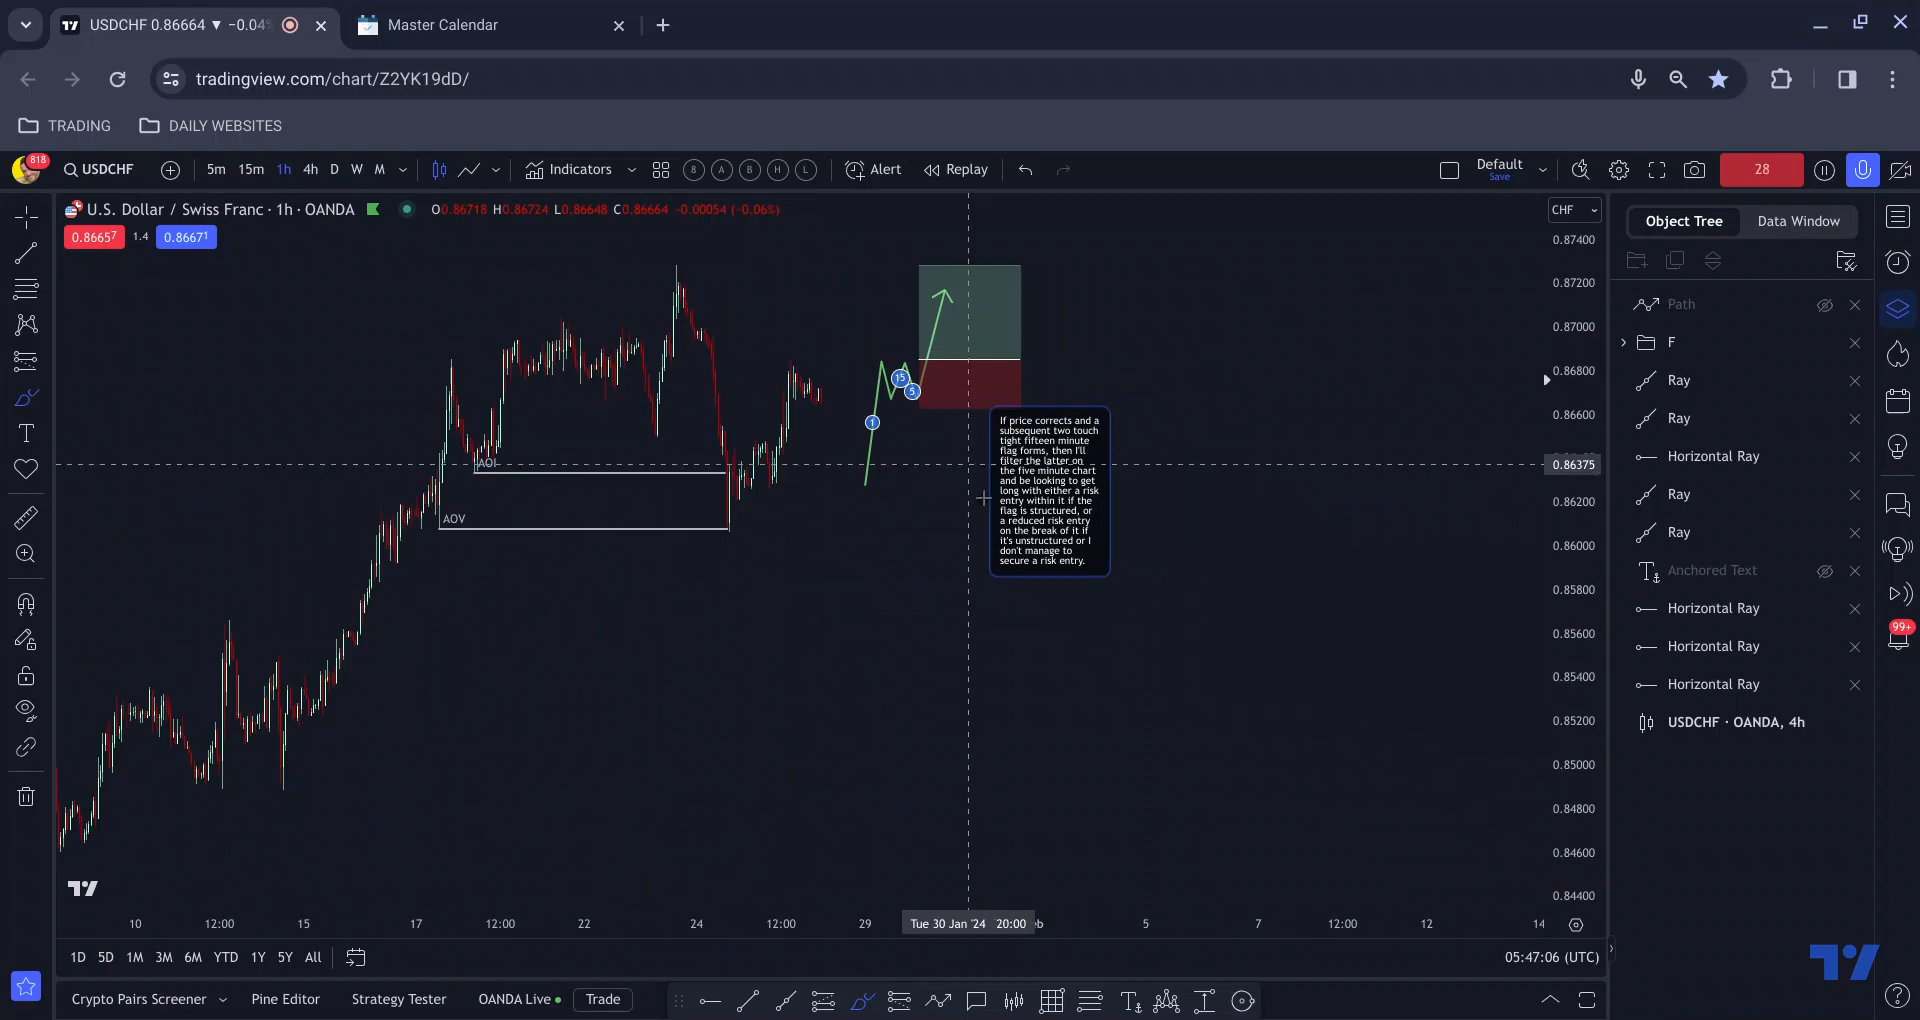 USDCHF 0.86664 ▼ −0.04%
Master Calendar
tradingview.com/chart/Z2YK19dD/
TRADING
DAILY WEBSITES
818
USDCHF
5m 15m 1h 4h D W M
Indicators
8 A B H L
Alert
Replay
Default
Save
28
U.S. Dollar / Swiss Franc · 1h · OANDA
O0.86718 H0.86724 L0.86648 C0.86664 −0.00054 (−0.06%)
0.86657 1.4 0.86671
CHF
0.87400
0.87200
0.87000
0.86800
0.86600
0.86375
0.86200
0.86000
0.85800
0.85600
0.85400
0.85200
0.85000
0.84800
0.84600
0.84400
AOI
AOV
1
15
5
If price corrects and a
subsequent two touch
tight fifteen minute
flag forms, then I'll
filter the latter on
the five minute chart
and be looking to get
long with either a risk
entry within it if the
flag is structured, or
a reduced risk entry
on the break of it if
it's unstructured or I
don't manage to
secure a risk entry.
10 12:00 15 17 12:00 22 24 12:00 29 Tue 30 Jan '24 20:00 eb 5 7 12:00 12 14
1D 5D 1M 3M 6M YTD 1Y 5Y All
05:47:06 (UTC)
Crypto Pairs Screener
Pine Editor
Strategy Tester
OANDA Live
Trade
Object Tree
Data Window
Path
F
Ray
Ray
Horizontal Ray
Ray
Ray
Anchored Text
Horizontal Ray
Horizontal Ray
Horizontal Ray
USDCHF · OANDA, 4h
99+